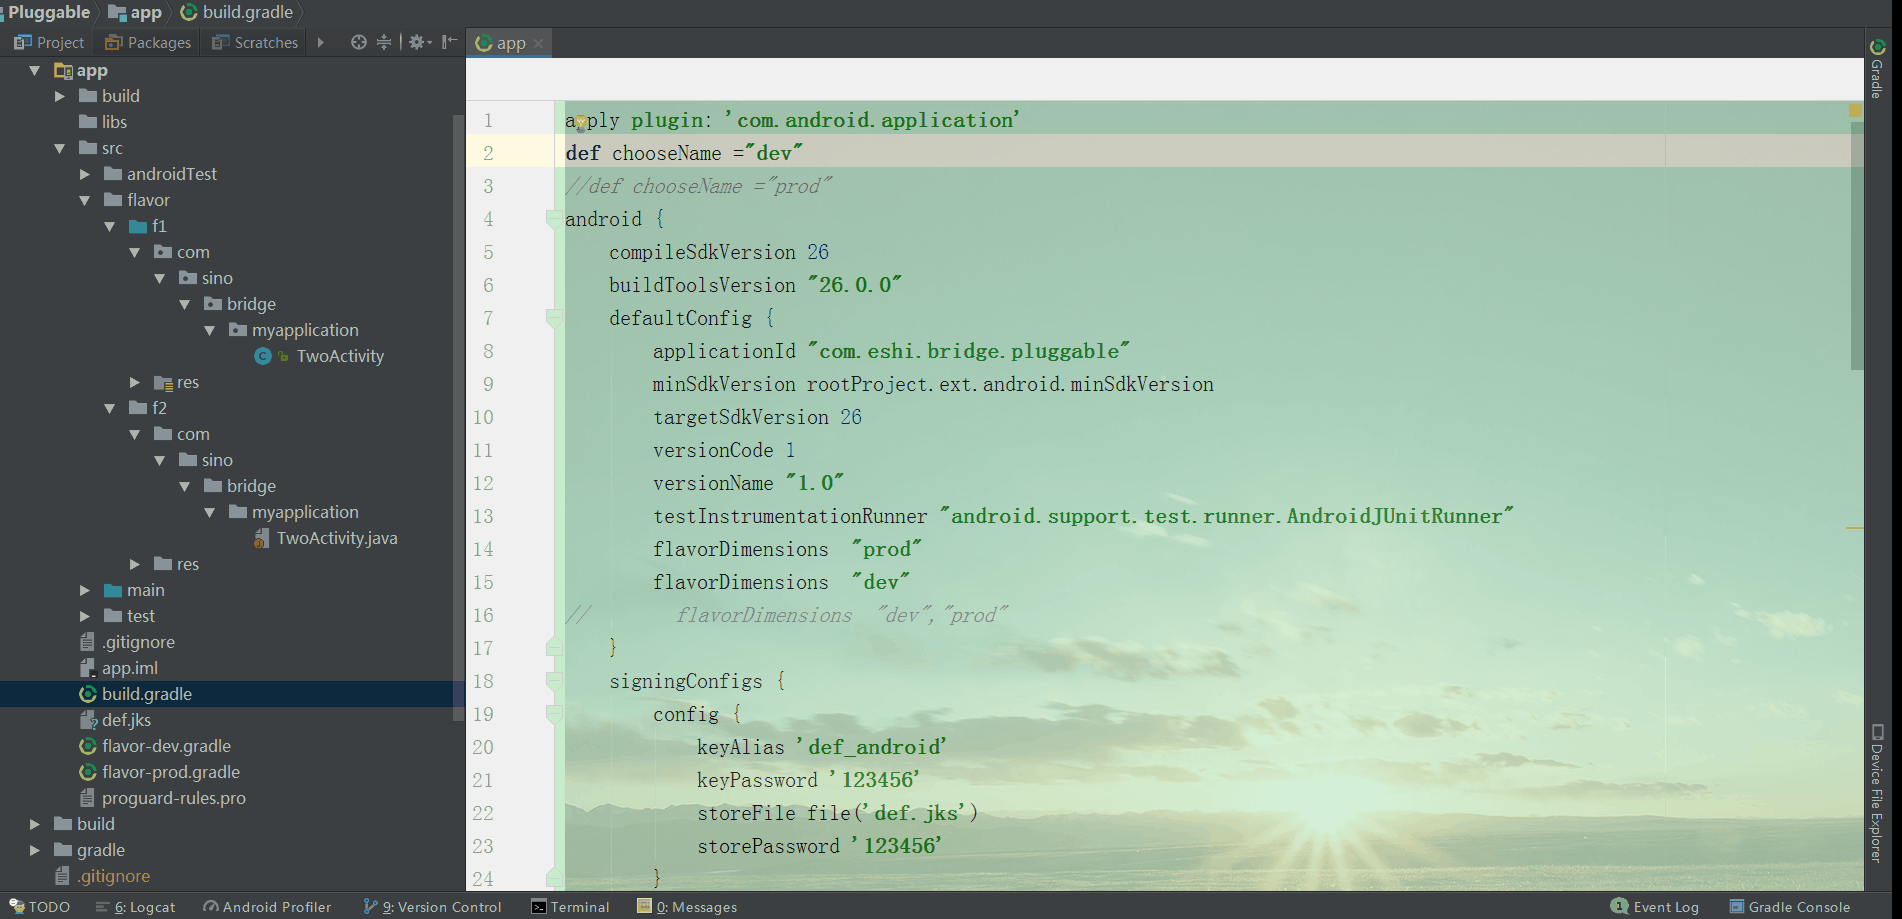 Pluggable app build.gradle
Project Packages Scratches
app
app
build
libs
src
androidTest
flavor
f1
com
sino
bridge
myapplication
C TwoActivity
res
f2
com
sino
bridge
myapplication
TwoActivity.java
res
main
test
.gitignore
app.iml
build.gradle
def.jks
flavor-dev.gradle
flavor-prod.gradle
proguard-rules.pro
build
gradle
.gitignore
1 apply plugin: 'com.android.application'
2 def chooseName ="dev"
3 //def chooseName ="prod"
4 android {
5 compileSdkVersion 26
6 buildToolsVersion "26.0.0"
7 defaultConfig {
8 applicationId "com.eshi.bridge.pluggable"
9 minSdkVersion rootProject.ext.android.minSdkVersion
10 targetSdkVersion 26
11 versionCode 1
12 versionName "1.0"
13 testInstrumentationRunner "android.support.test.runner.AndroidJUnitRunner"
14 flavorDimensions "prod"
15 flavorDimensions "dev"
16 // flavorDimensions "dev","prod"
17 }
18 signingConfigs {
19 config {
20 keyAlias 'def_android'
21 keyPassword '123456'
22 storeFile file('def.jks')
23 storePassword '123456'
24 }
Gradle
Device File Explorer
TODO 6: Logcat Android Profiler 9: Version Control Terminal 0: Messages 1 Event Log Gradle Console